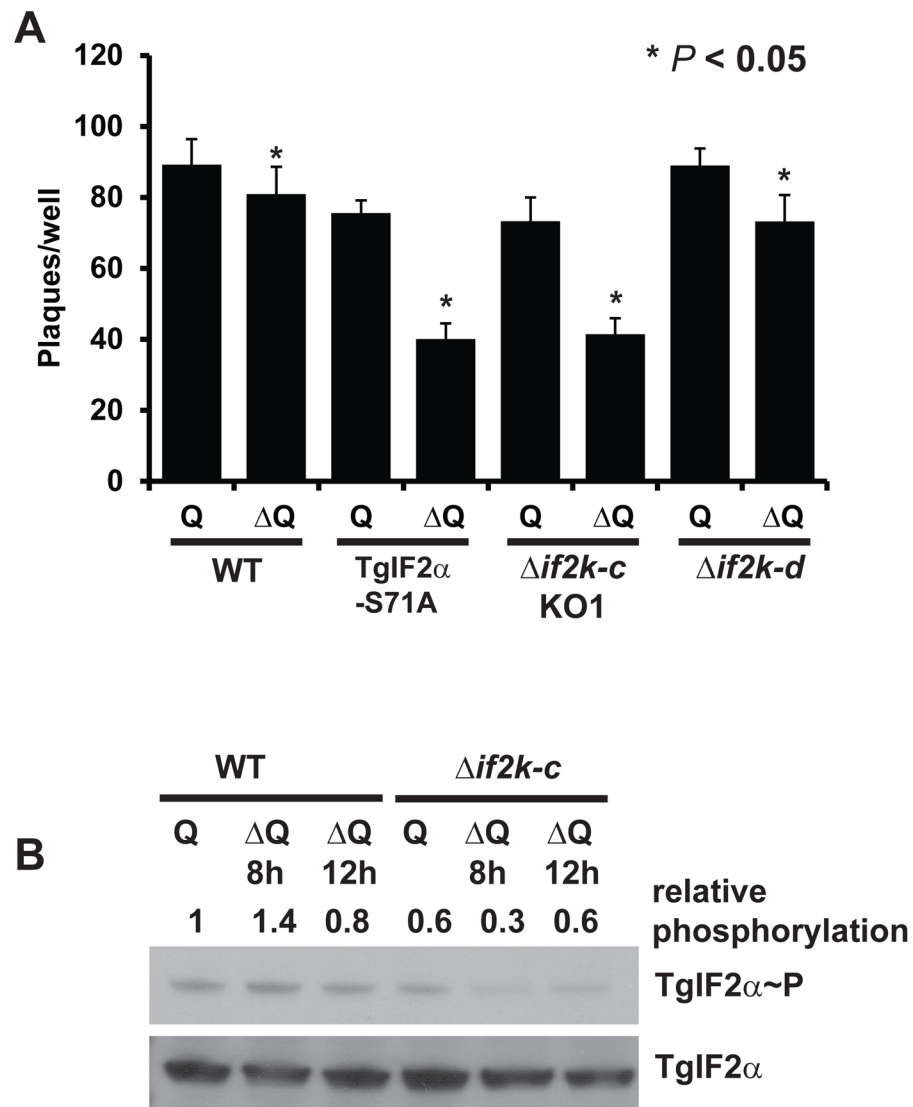 A
* P < 0.05
120
100
80
60
40
20
0
Plaques/well
*
*
*
*
Q ΔQ Q ΔQ Q ΔQ Q ΔQ
WT TgIF2α Δif2k-c Δif2k-d
-S71A KO1
WT Δif2k-c
B
Q ΔQ ΔQ Q ΔQ ΔQ
8h 12h 8h 12h
1 1.4 0.8 0.6 0.3 0.6
relative
phosphorylation
TgIF2α~P
TgIF2α